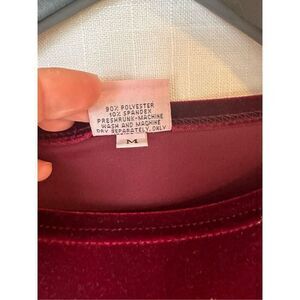 90% POLYESTER
10% SPANDEX
PRESHRUNK-MACHINE
WASH AND MACHINE
DRY SEPARATELY, ONLY
M